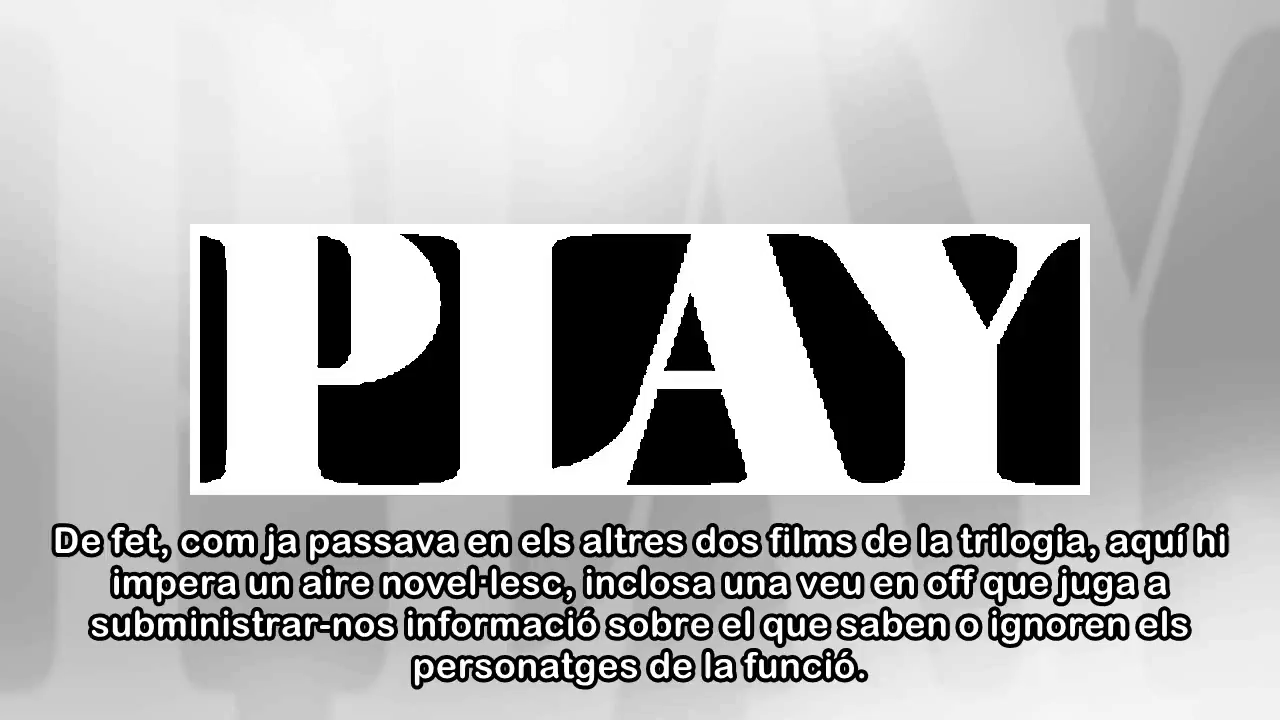 PLAY
De fet, com ja passava en els altres dos films de la trilogia, aquí hi
impera un aire novel·lesc, inclosa una veu en off que juga a
subministrar-nos informació sobre el que saben o ignoren els
personatges de la funció.